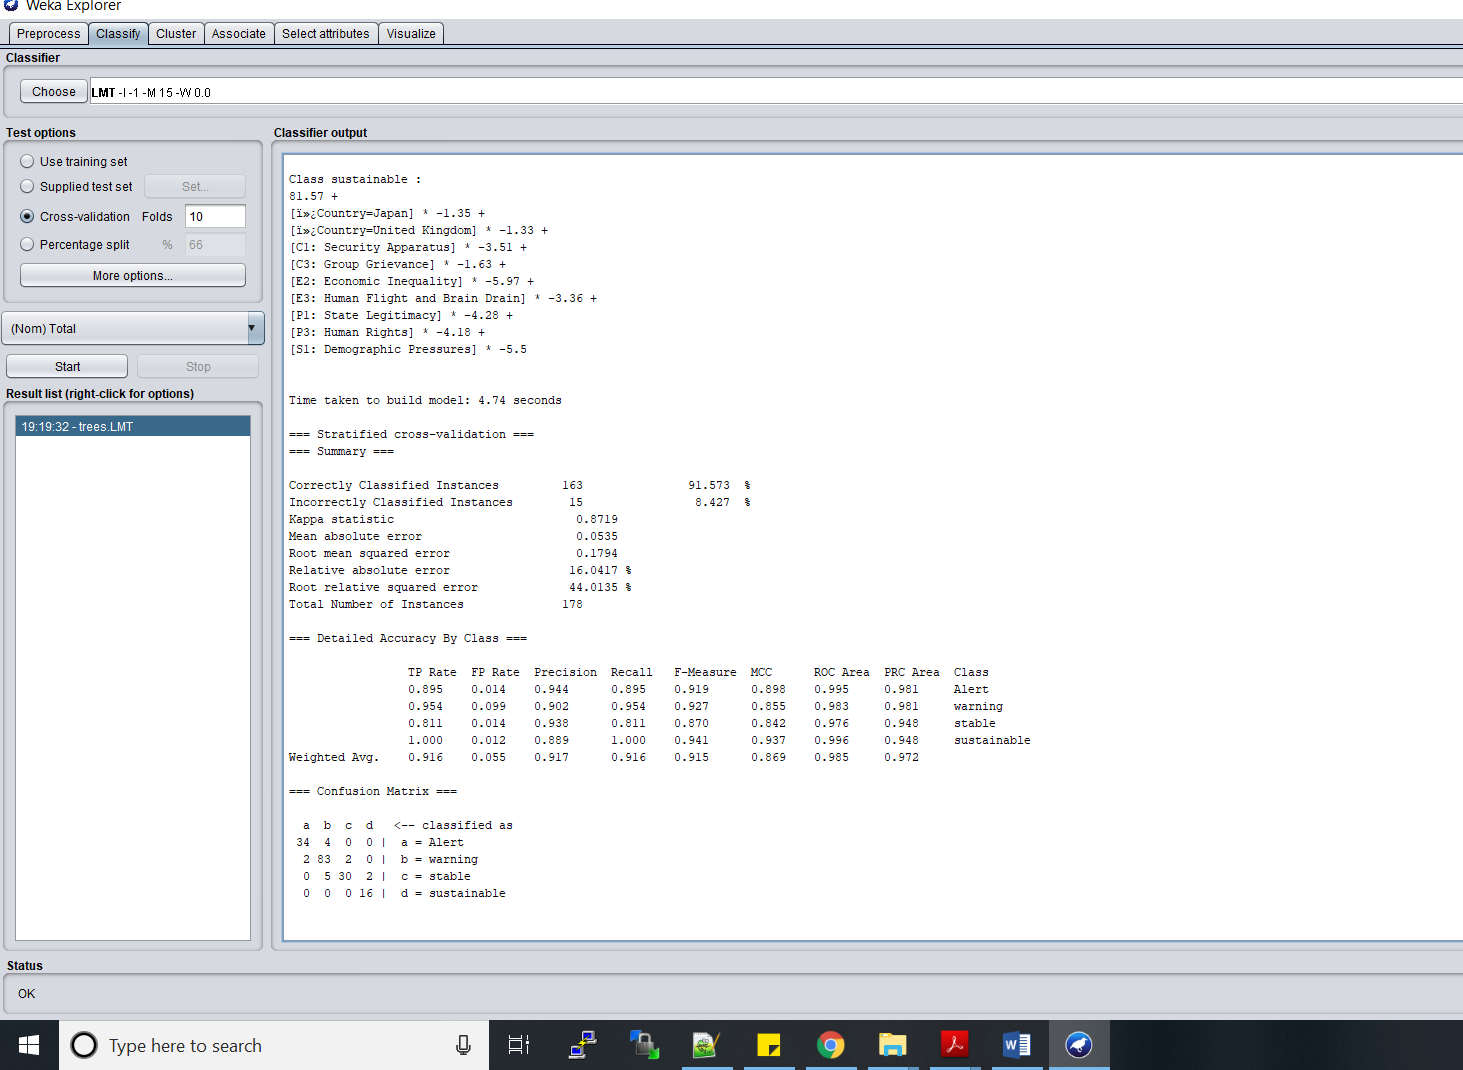 Weka Explorer
Preprocess Classify Cluster Associate Select attributes Visualize
Classifier
Choose LMT -I -1 -M 15 -W 0.0
Test options
Use training set
Supplied test set Set...
Cross-validation Folds 10
Percentage split % 66
More options...
(Nom) Total
Start Stop
Result list (right-click for options)
19:19:32 - trees.LMT
Classifier output
Class sustainable :
81.57 +
[ï»¿Country=Japan] * -1.35 +
[ï»¿Country=United Kingdom] * -1.33 +
[C1: Security Apparatus] * -3.51 +
[C3: Group Grievance] * -1.63 +
[E2: Economic Inequality] * -5.97 +
[E3: Human Flight and Brain Drain] * -3.36 +
[P1: State Legitimacy] * -4.28 +
[P3: Human Rights] * -4.18 +
[S1: Demographic Pressures] * -5.5
Time taken to build model: 4.74 seconds
=== Stratified cross-validation ===
=== Summary ===
Correctly Classified Instances 163 91.573 %
Incorrectly Classified Instances 15 8.427 %
Kappa statistic 0.8719
Mean absolute error 0.0535
Root mean squared error 0.1794
Relative absolute error 16.0417 %
Root relative squared error 44.0135 %
Total Number of Instances 178
=== Detailed Accuracy By Class ===
TP Rate FP Rate Precision Recall F-Measure MCC ROC Area PRC Area Class
0.895 0.014 0.944 0.895 0.919 0.898 0.995 0.981 Alert
0.954 0.099 0.902 0.954 0.927 0.855 0.983 0.981 warning
0.811 0.014 0.938 0.811 0.870 0.842 0.976 0.948 stable
1.000 0.012 0.889 1.000 0.941 0.937 0.996 0.948 sustainable
Weighted Avg. 0.916 0.055 0.917 0.916 0.915 0.869 0.985 0.972
=== Confusion Matrix ===
a b c d <-- classified as
34 4 0 0 | a = Alert
2 83 2 0 | b = warning
0 5 30 2 | c = stable
0 0 0 16 | d = sustainable
Status
OK
Type here to search